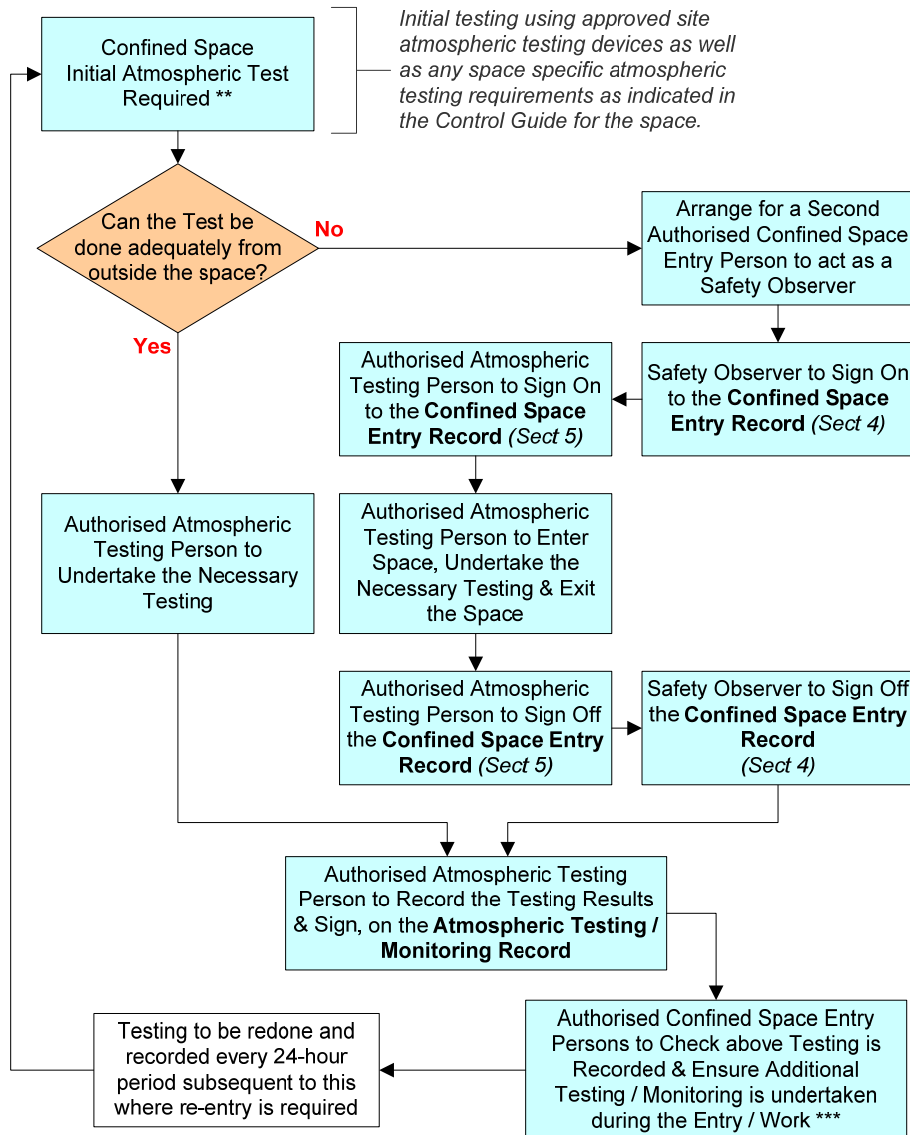 Confined Space
Initial Atmospheric Test
Required **
Initial testing using approved site
atmospheric testing devices as well
as any space specific atmospheric
testing requirements as indicated in
the Control Guide for the space.
Can the Test be
done adequately from
outside the space?
No
Yes
Arrange for a Second
Authorised Confined Space
Entry Person to act as a
Safety Observer
Safety Observer to Sign On
to the Confined Space
Entry Record (Sect 4)
Authorised Atmospheric
Testing Person to Sign On
to the Confined Space
Entry Record (Sect 5)
Authorised Atmospheric
Testing Person to
Undertake the Necessary
Testing
Authorised Atmospheric
Testing Person to Enter
Space, Undertake the
Necessary Testing & Exit
the Space
Authorised Atmospheric
Testing Person to Sign Off
the Confined Space Entry
Record (Sect 5)
Safety Observer to Sign Off
the Confined Space Entry
Record
(Sect 4)
Authorised Atmospheric Testing
Person to Record the Testing Results
& Sign, on the Atmospheric Testing /
Monitoring Record
Authorised Confined Space Entry
Persons to Check above Testing is
Recorded & Ensure Additional
Testing / Monitoring is undertaken
during the Entry / Work ***
Testing to be redone and
recorded every 24-hour
period subsequent to this
where re-entry is required